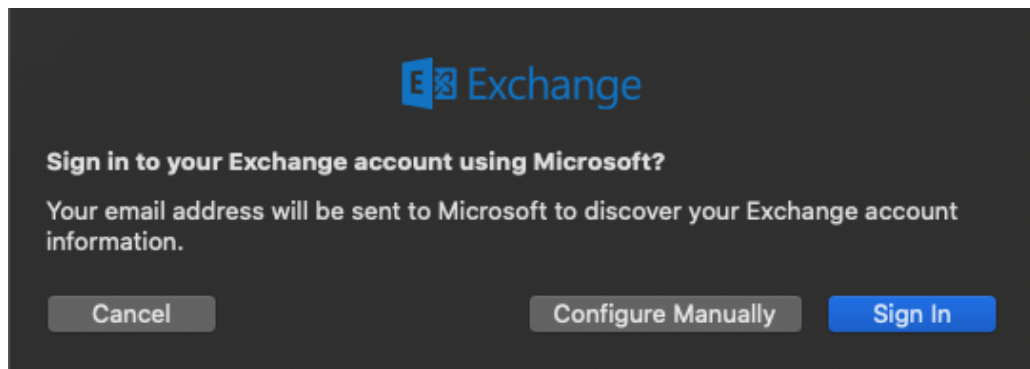 Exchange
Sign in to your Exchange account using Microsoft?
Your email address will be sent to Microsoft to discover your Exchange account
information.
Cancel
Configure Manually
Sign In